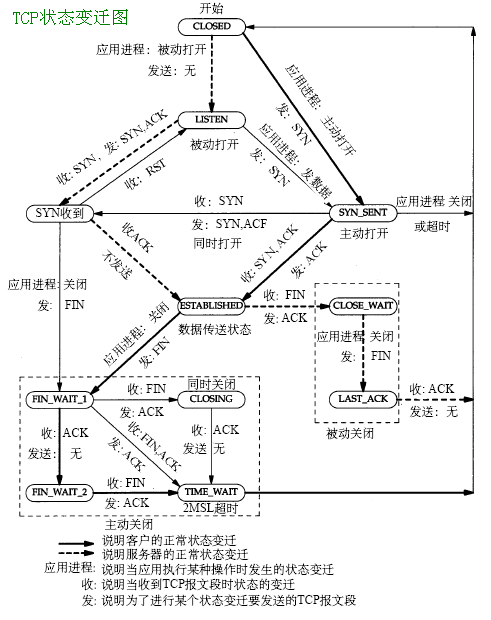 TCP状态变迁图
开始
CLOSED
应用进程：被动打开
发送：无
应用进程：主动打开
发：SYN
LISTEN
被动打开
收：SYN，发：SYN,ACK
收：RST
应用进程：发数据
发：SYN
SYN收到
收：SYN
发：SYN,ACF
同时打开
SYN_SENT
主动打开
应用进程 关闭
或超时
收ACK
不发送
收：SYN, ACK
发：ACK
应用进程：关闭
发：FIN
ESTABLISHED
数据传送状态
收：FIN
发：ACK
CLOSE_WAIT
应用进程 关闭
发：FIN
LAST_ACK
收：ACK
发送：无
被动关闭
应用进程：关闭
发：FIN
FIN_WAIT_1
收：FIN
发：ACK
同时关闭
CLOSING
收：ACK
发送：无
收：FIN,ACK
发：ACK
收：ACK
发送 无
FIN_WAIT_2
收：FIN
发：ACK
TIME_WAIT
2MSL超时
主动关闭
说明客户的正常状态变迁
说明服务器的正常状态变迁
应用进程：说明当应用执行某种操作时发生的状态变迁
收：说明当收到TCP报文段时状态的变迁
发：说明为了进行某个状态变迁要发送的TCP报文段